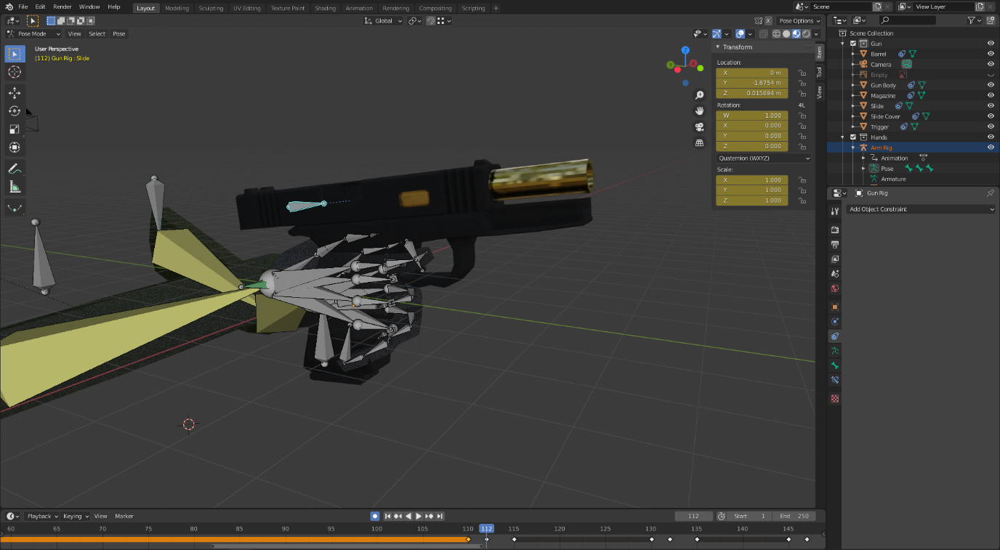 File Edit Render Window Help Layout Modeling Sculpting UV Editing Texture Paint Shading Animation Rendering Compositing Scripting + Scene View Layer
Global X Pose Options
Pose Mode View Select Pose
User Perspective
(112) Gun Rig : Slide
Z
Y
X
Transform
Location:
X 0 m
Y -1.6754 m
Z 0.015694 m
Rotation: 4L
W 1.000
X 0.000
Y 0.000
Z 0.000
Quaternion (WXYZ)
Scale:
X 1.000
Y 1.000
Z 1.000
Item
Tool
View
Scene Collection
Gun
Barrel
Camera
Empty
Gun Body
Magazine
Slide
Slide Cover
Trigger
Hands
Arm Rig
Animation
Pose
Armature
Gun Rig
Add Object Constraint
Playback Keying View Marker 112 Start 1 End 250
60 65 70 75 80 85 90 95 100 105 110 112 115 120 125 130 135 140 145